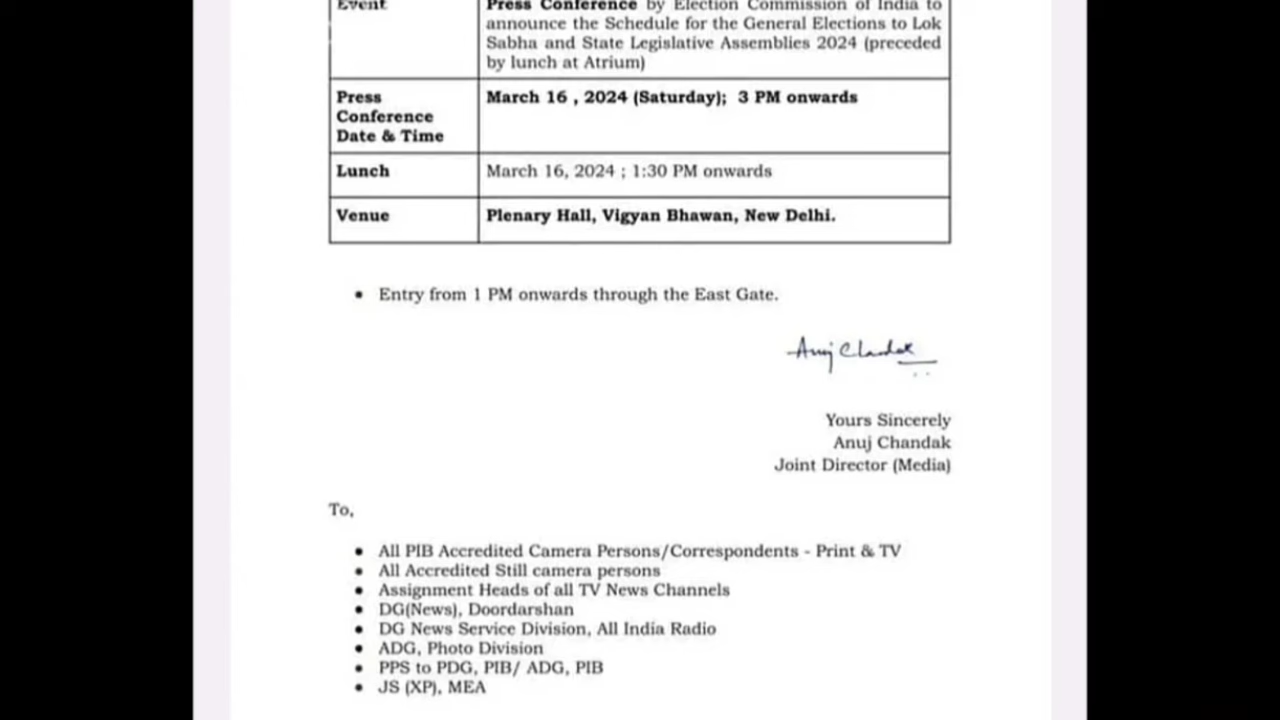 Event
Press Conference by Election Commission of India to
announce the Schedule for the General Elections to Lok
Sabha and State Legislative Assemblies 2024 (preceded
by lunch at Atrium)
Press
Conference
Date & Time
March 16 , 2024 (Saturday); 3 PM onwards
Lunch
March 16, 2024 ; 1:30 PM onwards
Venue
Plenary Hall, Vigyan Bhawan, New Delhi.
• Entry from 1 PM onwards through the East Gate.
Anuj Chandak
Yours Sincerely
Anuj Chandak
Joint Director (Media)
To,
• All PIB Accredited Camera Persons/Correspondents - Print & TV
• All Accredited Still camera persons
• Assignment Heads of all TV News Channels
• DG(News), Doordarshan
• DG News Service Division, All India Radio
• ADG, Photo Division
• PPS to PDG, PIB/ ADG, PIB
• JS (XP), MEA